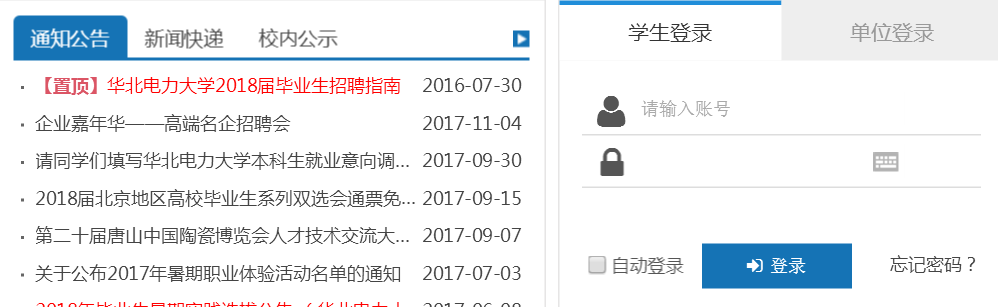 通知公告 新闻快递 校内公示
【置顶】华北电力大学2018届毕业生招聘指南 2016-07-30
企业嘉年华——高端名企招聘会 2017-11-04
请同学们填写华北电力大学本科生就业意向调... 2017-09-30
2018届北京地区高校毕业生系列双选会通票免... 2017-09-15
第二十届唐山中国陶瓷博览会人才技术交流大... 2017-09-07
关于公布2017年暑期职业体验活动名单的通知 2017-07-03
学生登录 单位登录
请输入账号
自动登录 登录 忘记密码？